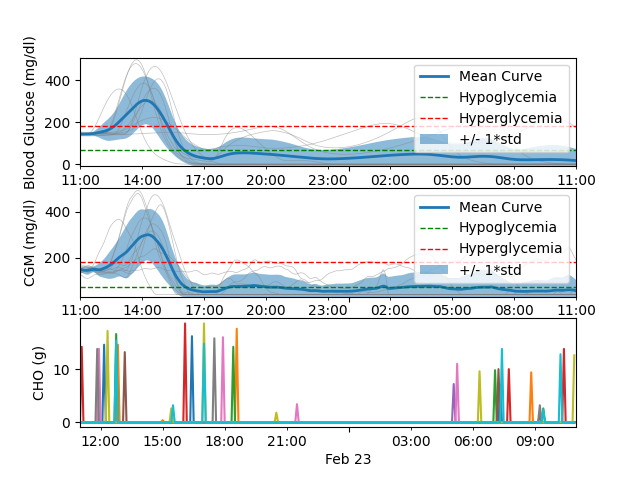 Blood Glucose (mg/dl)
400
200
0
Mean Curve
Hypoglycemia
Hyperglycemia
+/- 1*std
11:00 14:00 17:00 20:00 23:00 02:00 05:00 08:00 11:00
CGM (mg/dl)
400
200
Mean Curve
Hypoglycemia
Hyperglycemia
+/- 1*std
11:00 14:00 17:00 20:00 23:00 02:00 05:00 08:00 11:00
CHO (g)
10
0
12:00 15:00 18:00 21:00 03:00 06:00 09:00
Feb 23